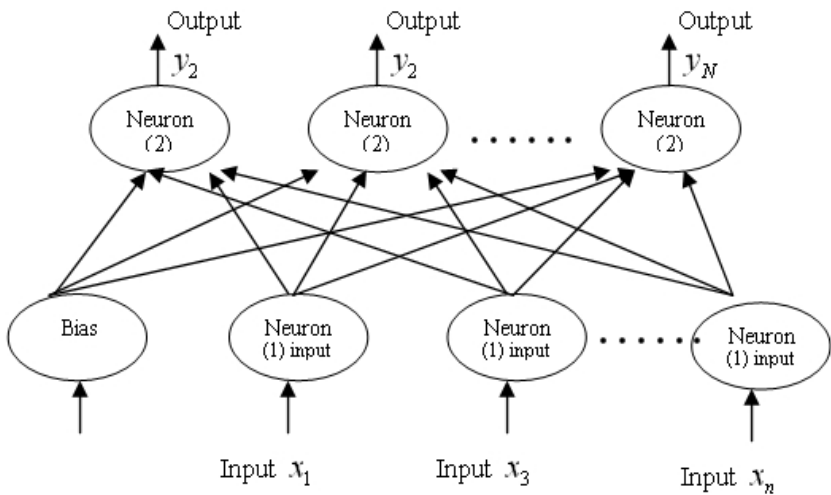 Output Output Output
y₂ y₂ y_N
Neuron Neuron Neuron
(2) (2) (2)
Bias Neuron Neuron Neuron
(1) input (1) input (1) input
Input x₁ Input x₃ Input xₙ